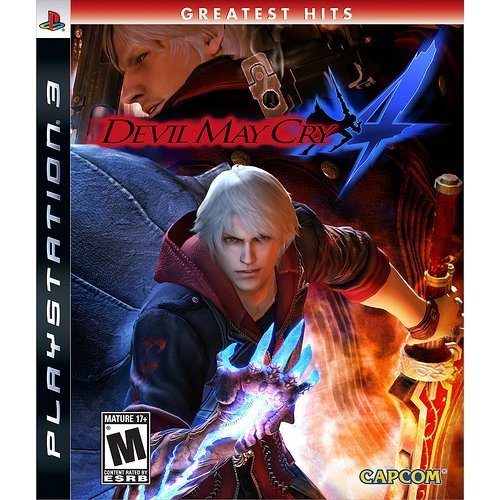 GREATEST HITS
PLAYSTATION 3
DEVIL MAY CRY 4
MATURE 17+
M
CONTENT RATED BY
ESRB
CAPCOM